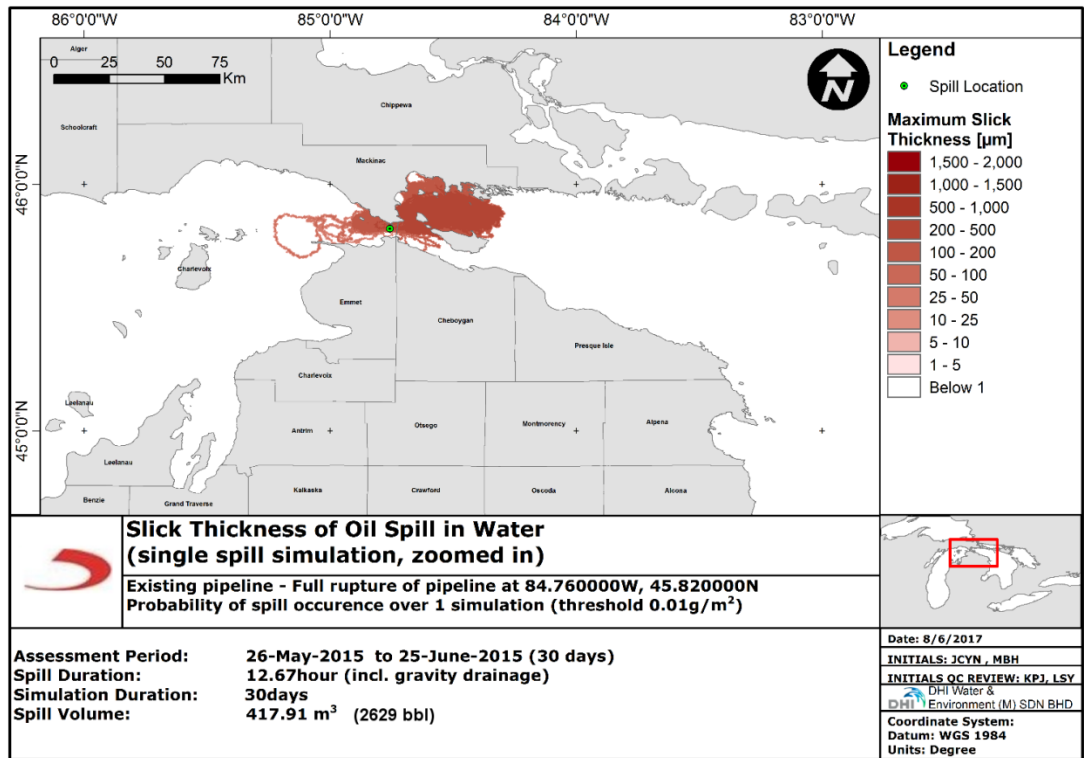 86°0'0"W 85°0'0"W 84°0'0"W 83°0'0"W
Alger
0 25 50 75
Km
N
Chippewa
Schoolcraft
Mackinac
46°0'0"N
Charlevoix
Emmet
Cheboygan
Presque Isle
Charlevoix
Leelanau
45°0'0"N
Antrim
Otsego
Montmorency
Alpena
Leelanau
Benzie
Grand Traverse
Kalkaska
Crawford
Oscoda
Alcona
Legend
Spill Location
Maximum Slick
Thickness [µm]
1,500 - 2,000
1,000 - 1,500
500 - 1,000
200 - 500
100 - 200
50 - 100
25 - 50
10 - 25
5 - 10
1 - 5
Below 1
Slick Thickness of Oil Spill in Water
(single spill simulation, zoomed in)
Existing pipeline - Full rupture of pipeline at 84.760000W, 45.820000N
Probability of spill occurence over 1 simulation (threshold 0.01g/m²)
Assessment Period: 26-May-2015 to 25-June-2015 (30 days)
Spill Duration: 12.67hour (incl. gravity drainage)
Simulation Duration: 30days
Spill Volume: 417.91 m³ (2629 bbl)
Date: 8/6/2017
INITIALS: JCYN , MBH
INITIALS QC REVIEW: KPJ, LSY
DHI
DHI Water &
Environment (M) SDN BHD
Coordinate System:
Datum: WGS 1984
Units: Degree